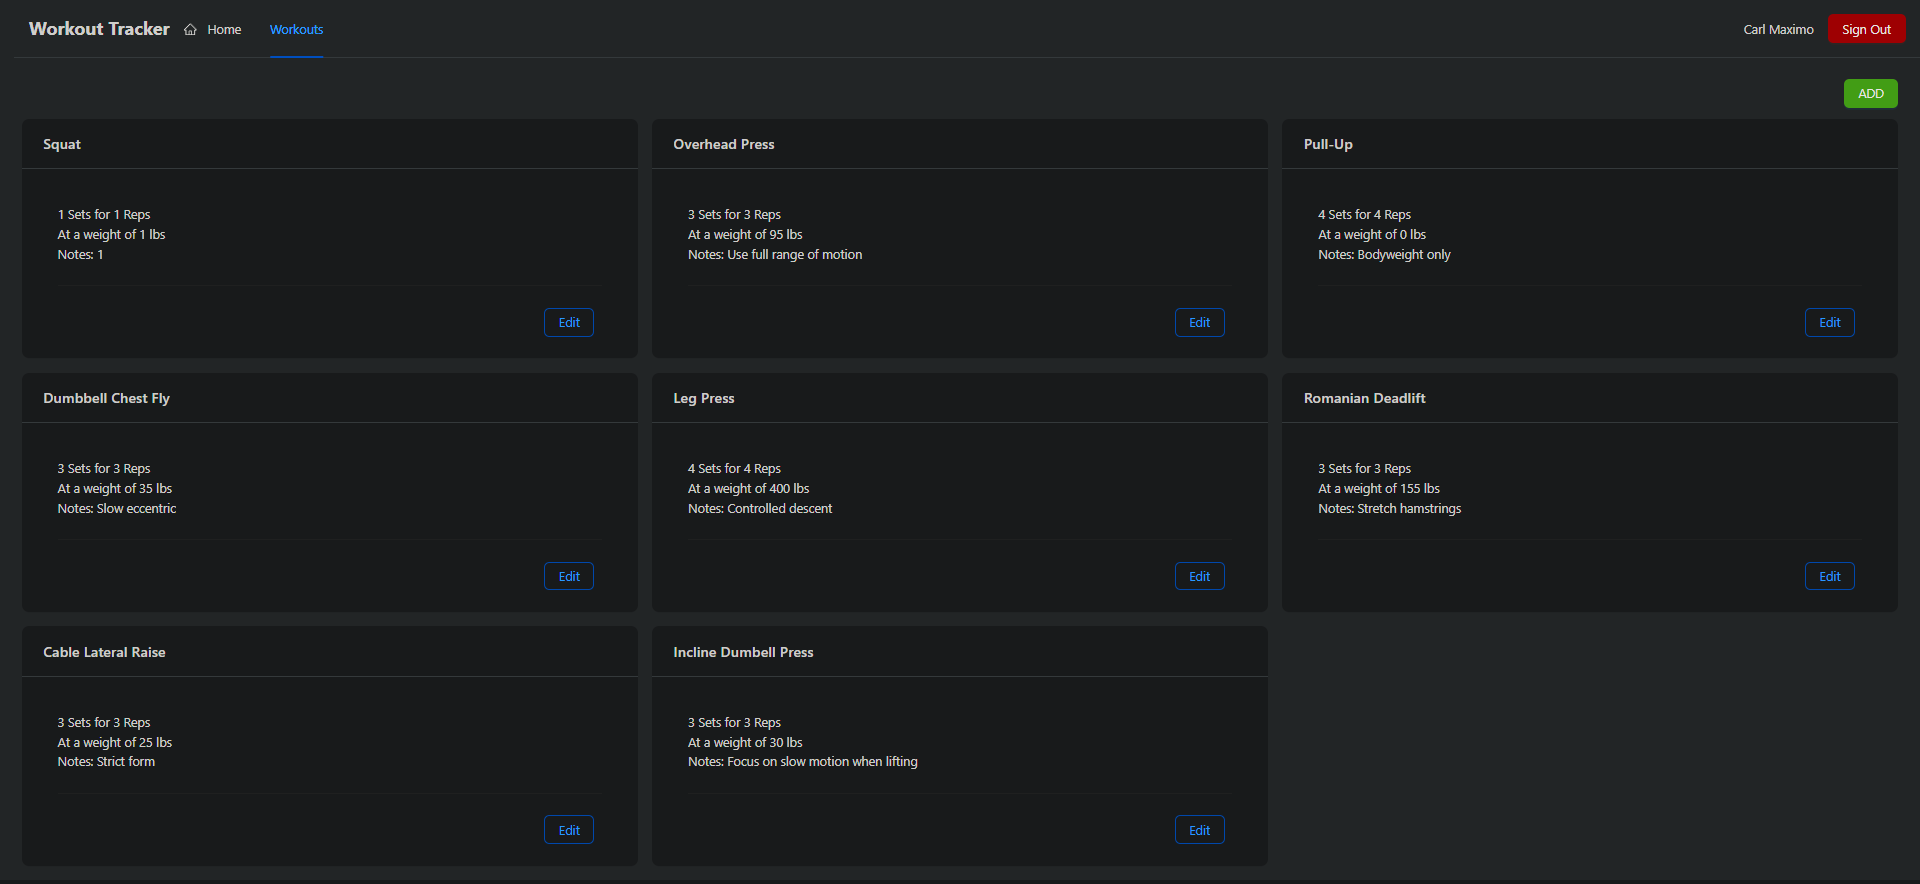 Workout Tracker Home Workouts Carl Maximo Sign Out
ADD
Squat
1 Sets for 1 Reps
At a weight of 1 lbs
Notes: 1
Edit
Overhead Press
3 Sets for 3 Reps
At a weight of 95 lbs
Notes: Use full range of motion
Edit
Pull-Up
4 Sets for 4 Reps
At a weight of 0 lbs
Notes: Bodyweight only
Edit
Dumbbell Chest Fly
3 Sets for 3 Reps
At a weight of 35 lbs
Notes: Slow eccentric
Edit
Leg Press
4 Sets for 4 Reps
At a weight of 400 lbs
Notes: Controlled descent
Edit
Romanian Deadlift
3 Sets for 3 Reps
At a weight of 155 lbs
Notes: Stretch hamstrings
Edit
Cable Lateral Raise
3 Sets for 3 Reps
At a weight of 25 lbs
Notes: Strict form
Edit
Incline Dumbell Press
3 Sets for 3 Reps
At a weight of 30 lbs
Notes: Focus on slow motion when lifting
Edit